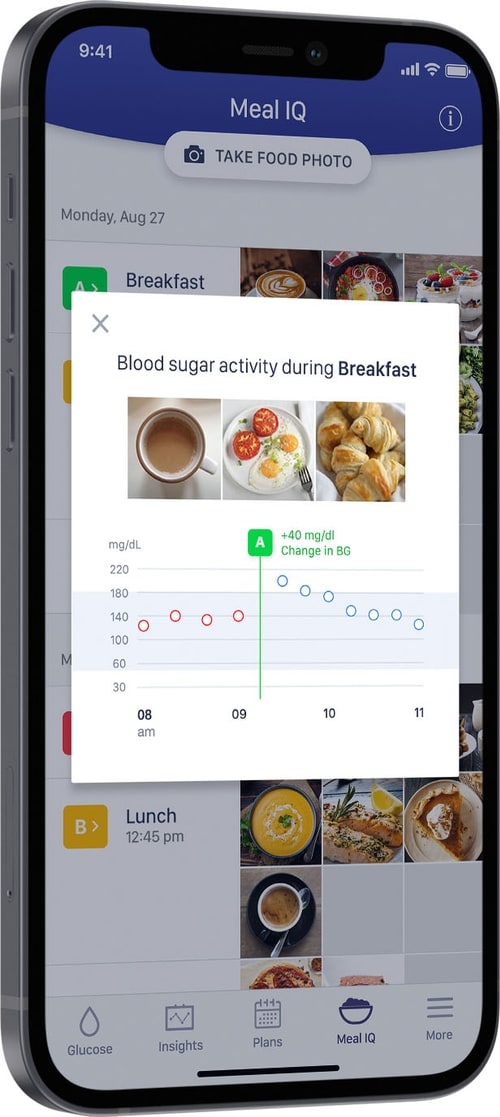 9:41
Meal IQ
TAKE FOOD PHOTO
Monday, Aug 27
A> Breakfast
Blood sugar activity during Breakfast
A +40 mg/dl
Change in BG
mg/dL
220
180
140
100
60
30
08 09 10 11
am
M
B> Lunch
12:45 pm
Glucose Insights Plans Meal IQ More